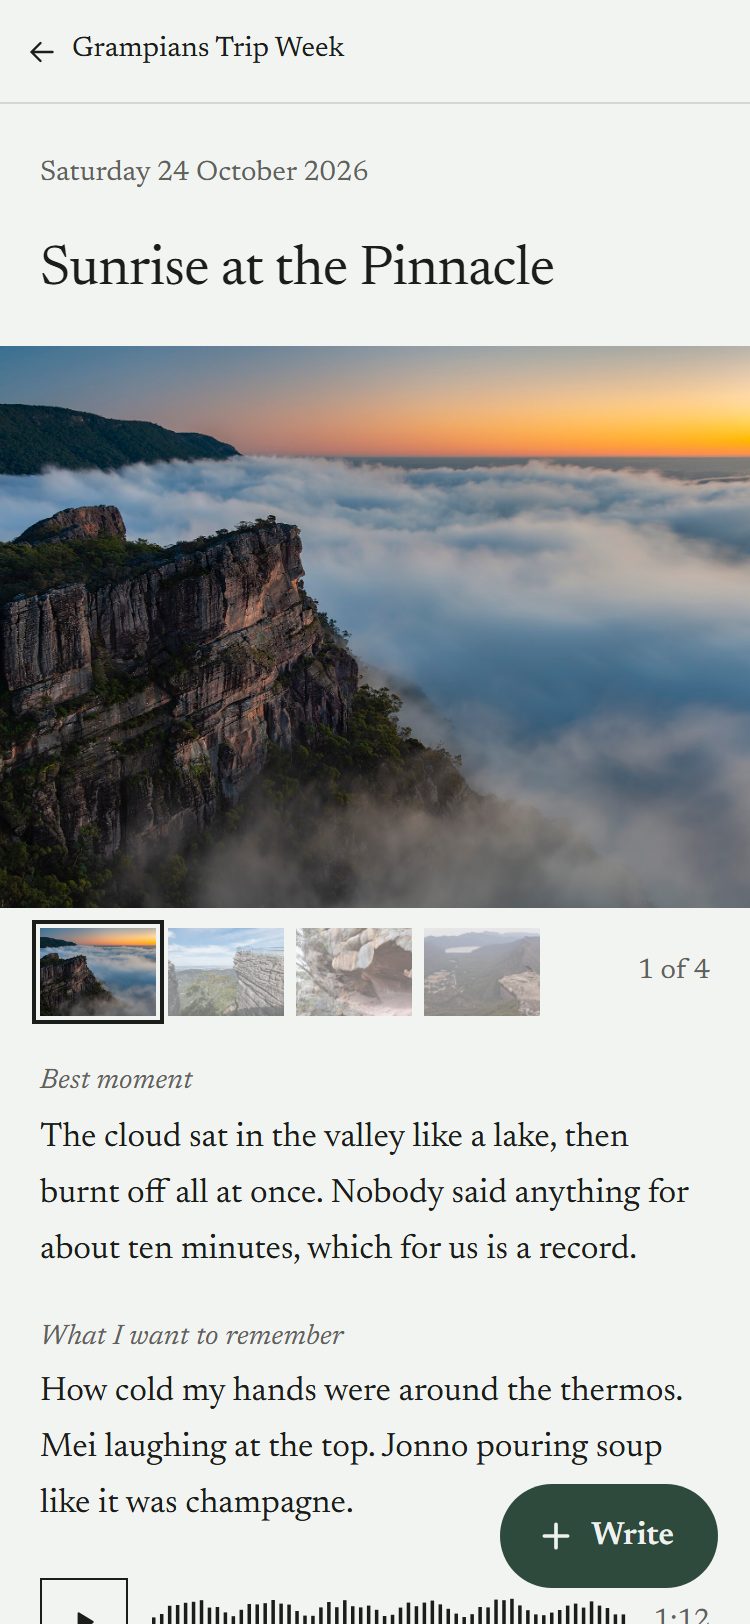 Grampians Trip Week
Saturday 24 October 2026
Sunrise at the Pinnacle
1 of 4
Best moment
The cloud sat in the valley like a lake, then
burnt off all at once. Nobody said anything for
about ten minutes, which for us is a record.
What I want to remember
How cold my hands were around the thermos.
Mei laughing at the top. Jonno pouring soup
like it was champagne.
Write
1:12